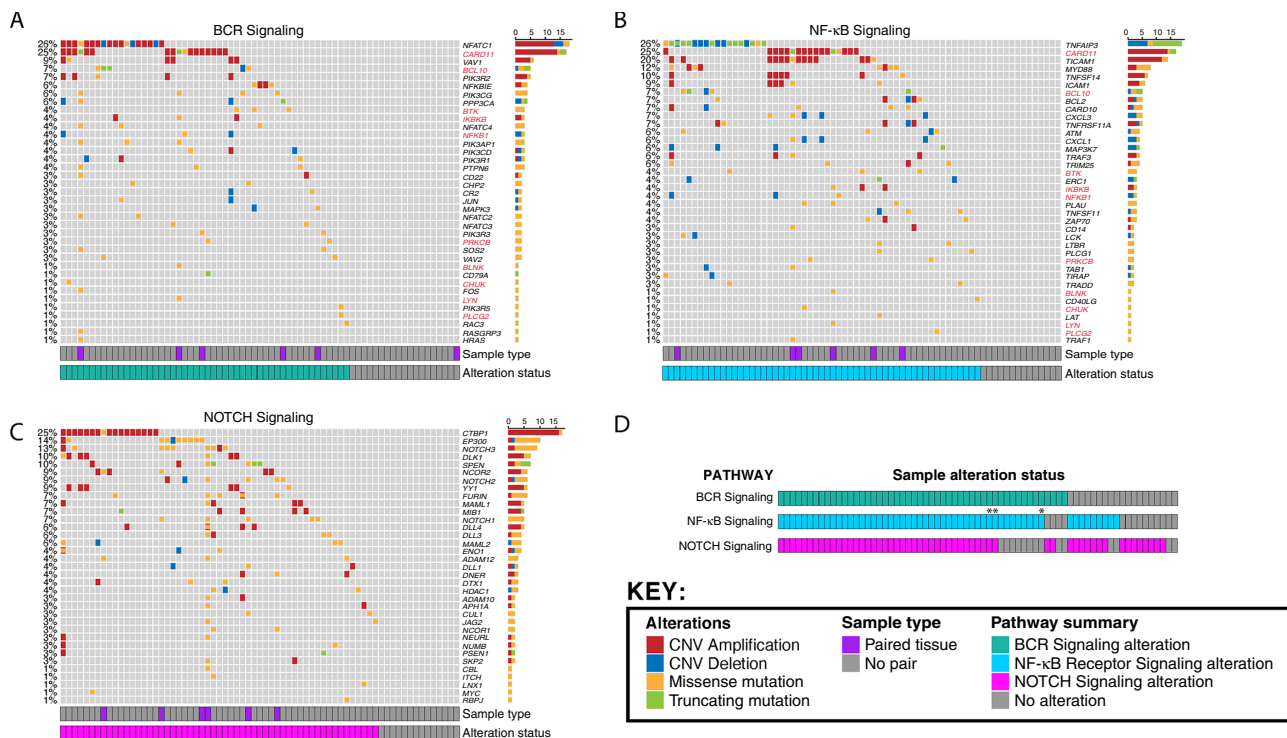 A
BCR Signaling
0 5 10 15
26% NFATC1
25% CARD11
9% VAV1
7% BCL10
7% PIK3R2
6% NFKBIE
6% PIK3CG
6% PPP3CA
4% BTK
4% IKBKB
4% NFATC4
4% NFKB1
4% PIK3AP1
4% PIK3CD
4% PIK3R1
4% PTPN6
3% CD22
3% CHP2
3% CR2
3% JUN
3% MAPK3
3% NFATC2
3% NFATC3
3% PIK3R3
3% PRKCB
3% SOS2
3% VAV2
1% BLNK
1% CD79A
1% CHUK
1% FOS
1% LYN
1% PIK3R5
1% PLCG2
1% RAC3
1% RASGRP3
1% HRAS
Sample type
Alteration status
B
NF-κB Signaling
0 5 10 15
26% TNFAIP3
25% CARD11
20% TICAM1
12% MYD88
10% TNFSF14
9% ICAM1
7% BCL10
7% BCL2
7% CARD10
7% CXCL3
7% TNFRSF11A
6% ATM
6% CXCL1
6% MAP3K7
6% TRAF3
6% TRIM25
4% BTK
4% ERC1
4% IKBKB
4% NFKB1
4% PLAU
4% TNFSF11
4% ZAP70
3% CD14
3% LCK
3% LTBR
3% PLCG1
3% PRKCB
3% TAB1
3% TIRAP
3% TRADD
1% BLNK
1% CD40LG
1% CHUK
1% LAT
1% LYN
1% PLCG2
1% TRAF1
Sample type
Alteration status
C
NOTCH Signaling
0 5 10 15
25% CTBP1
14% EP300
13% NOTCH3
10% DLK1
10% SPEN
9% NCOR2
9% NOTCH2
9% YY1
7% FURIN
7% MAML1
7% MIB1
7% NOTCH1
6% DLL4
6% DLL3
6% MAML2
4% ENO1
4% ADAM12
4% DLL1
4% DNER
4% DTX1
4% HDAC1
3% ADAM10
3% APH1A
3% CUL1
3% JAG2
3% NCOR1
3% NEURL
3% NUMB
3% PSEN1
3% SKP2
1% CBL
1% ITCH
1% LNX1
1% MYC
1% RBPJ
Sample type
Alteration status
D
PATHWAY Sample alteration status
BCR Signaling
** *
NF-κB Signaling
NOTCH Signaling
KEY:
Alterations
CNV Amplification
CNV Deletion
Missense mutation
Truncating mutation
Sample type
Paired tissue
No pair
Pathway summary
BCR Signaling alteration
NF-κB Receptor Signaling alteration
NOTCH Signaling alteration
No alteration